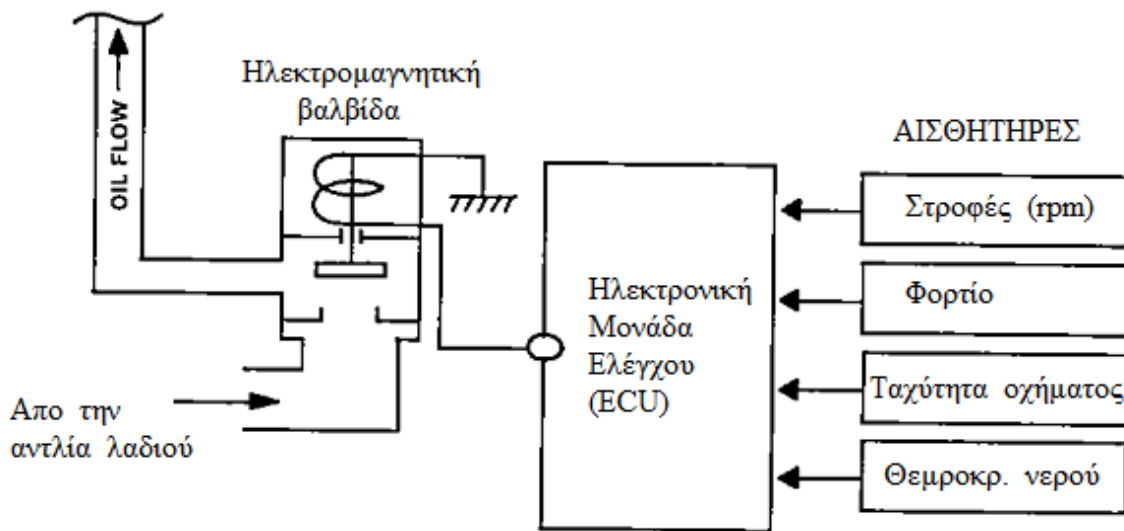 OIL FLOW
Ηλεκτρομαγνητική
βαλβίδα
Απο την
αντλία λαδιού
Ηλεκτρονική
Μονάδα
Ελέγχου
(ECU)
ΑΙΣΘΗΤΗΡΕΣ
Στροφές (rpm)
Φορτίο
Ταχύτητα οχήματος
Θεμροκρ. νερού